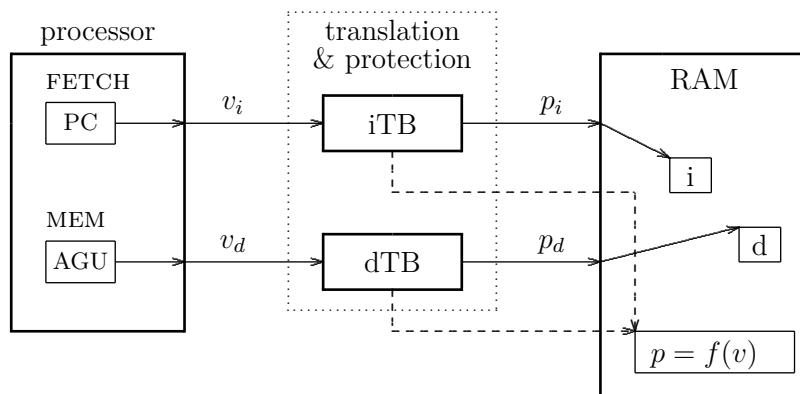 processor
translation
& protection
RAM
FETCH
PC
v_i
iTB
p_i
i
MEM
AGU
v_d
dTB
p_d
d
p = f(v)